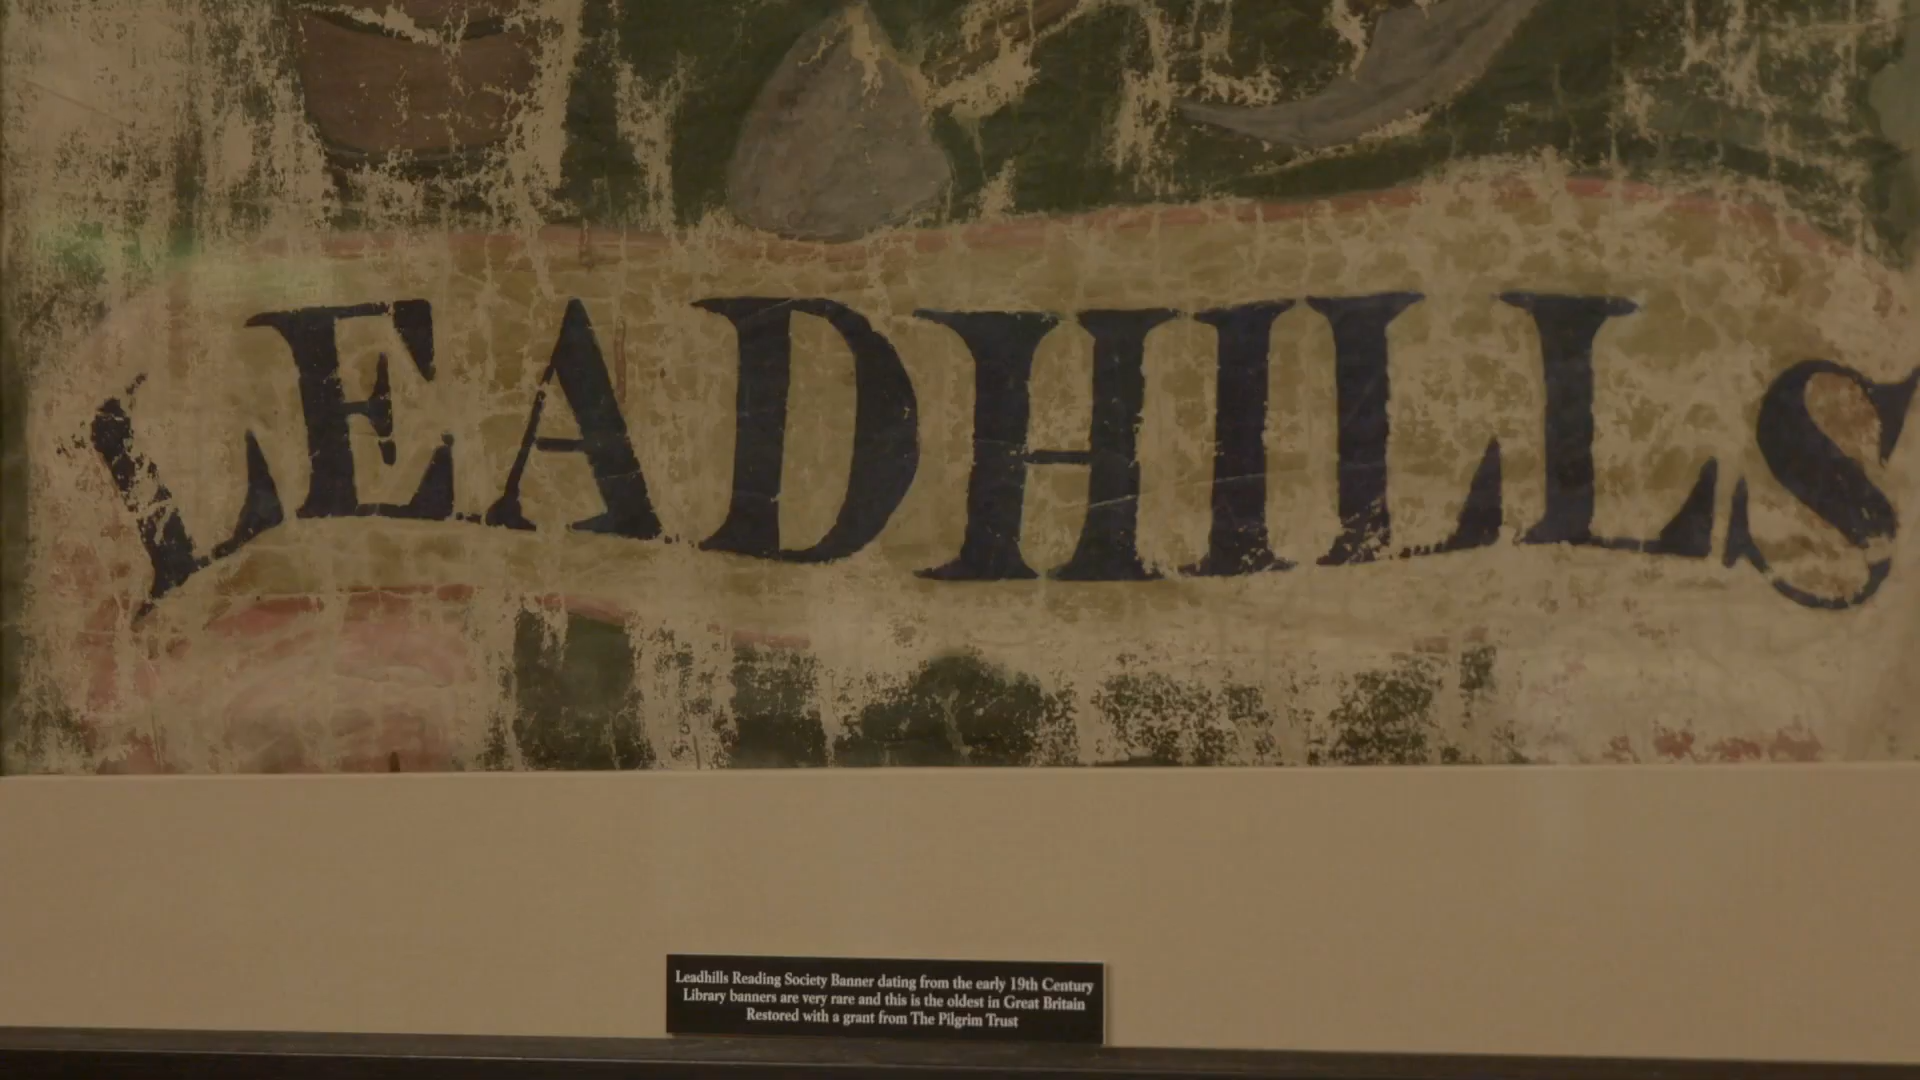 LEADHILLS
Leadhills Reading Society Banner dating from the early 19th Century
Library banners are very rare and this is the oldest in Great Britain
Restored with a grant from The Pilgrim Trust